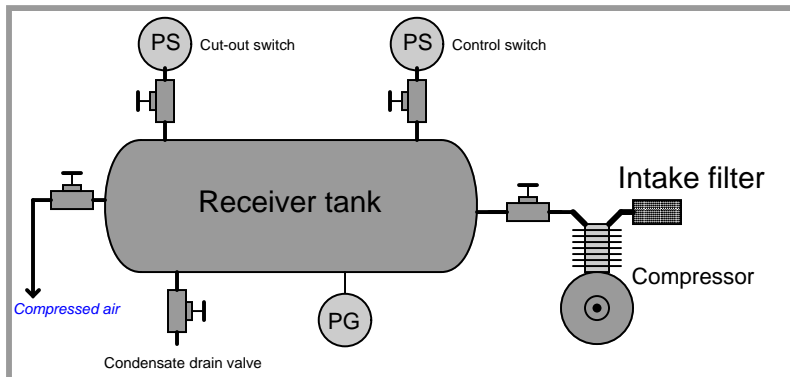 PS
Cut-out switch
PS
Control switch
Receiver tank
Intake filter
Compressor
Compressed air
PG
Condensate drain valve